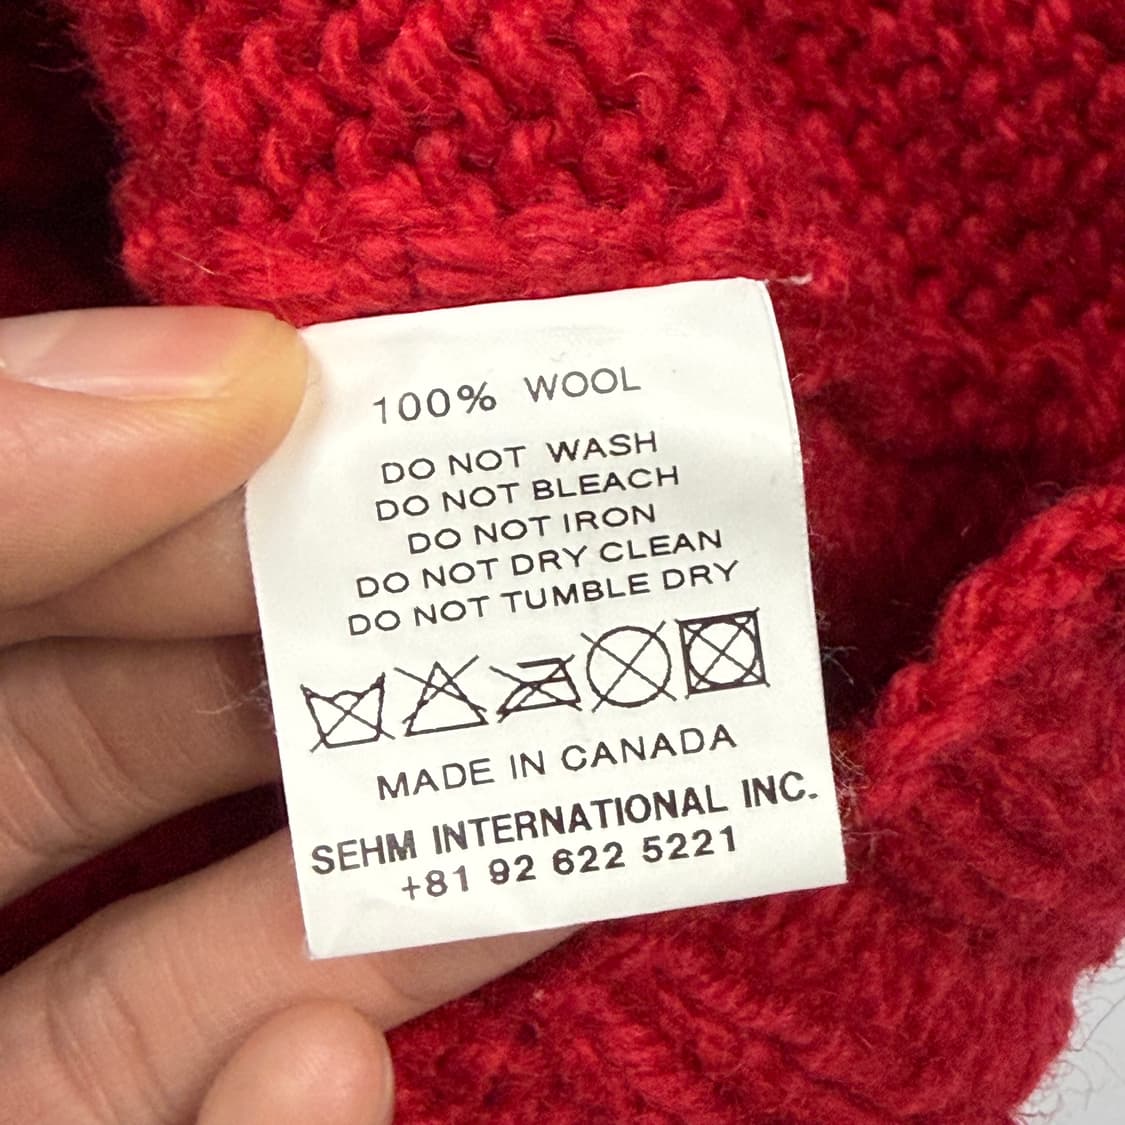 100% WOOL
DO NOT WASH
DO NOT BLEACH
DO NOT IRON
DO NOT DRY CLEAN
DO NOT TUMBLE DRY
MADE IN CANADA
SEHM INTERNATIONAL INC.
+81 92 622 5221